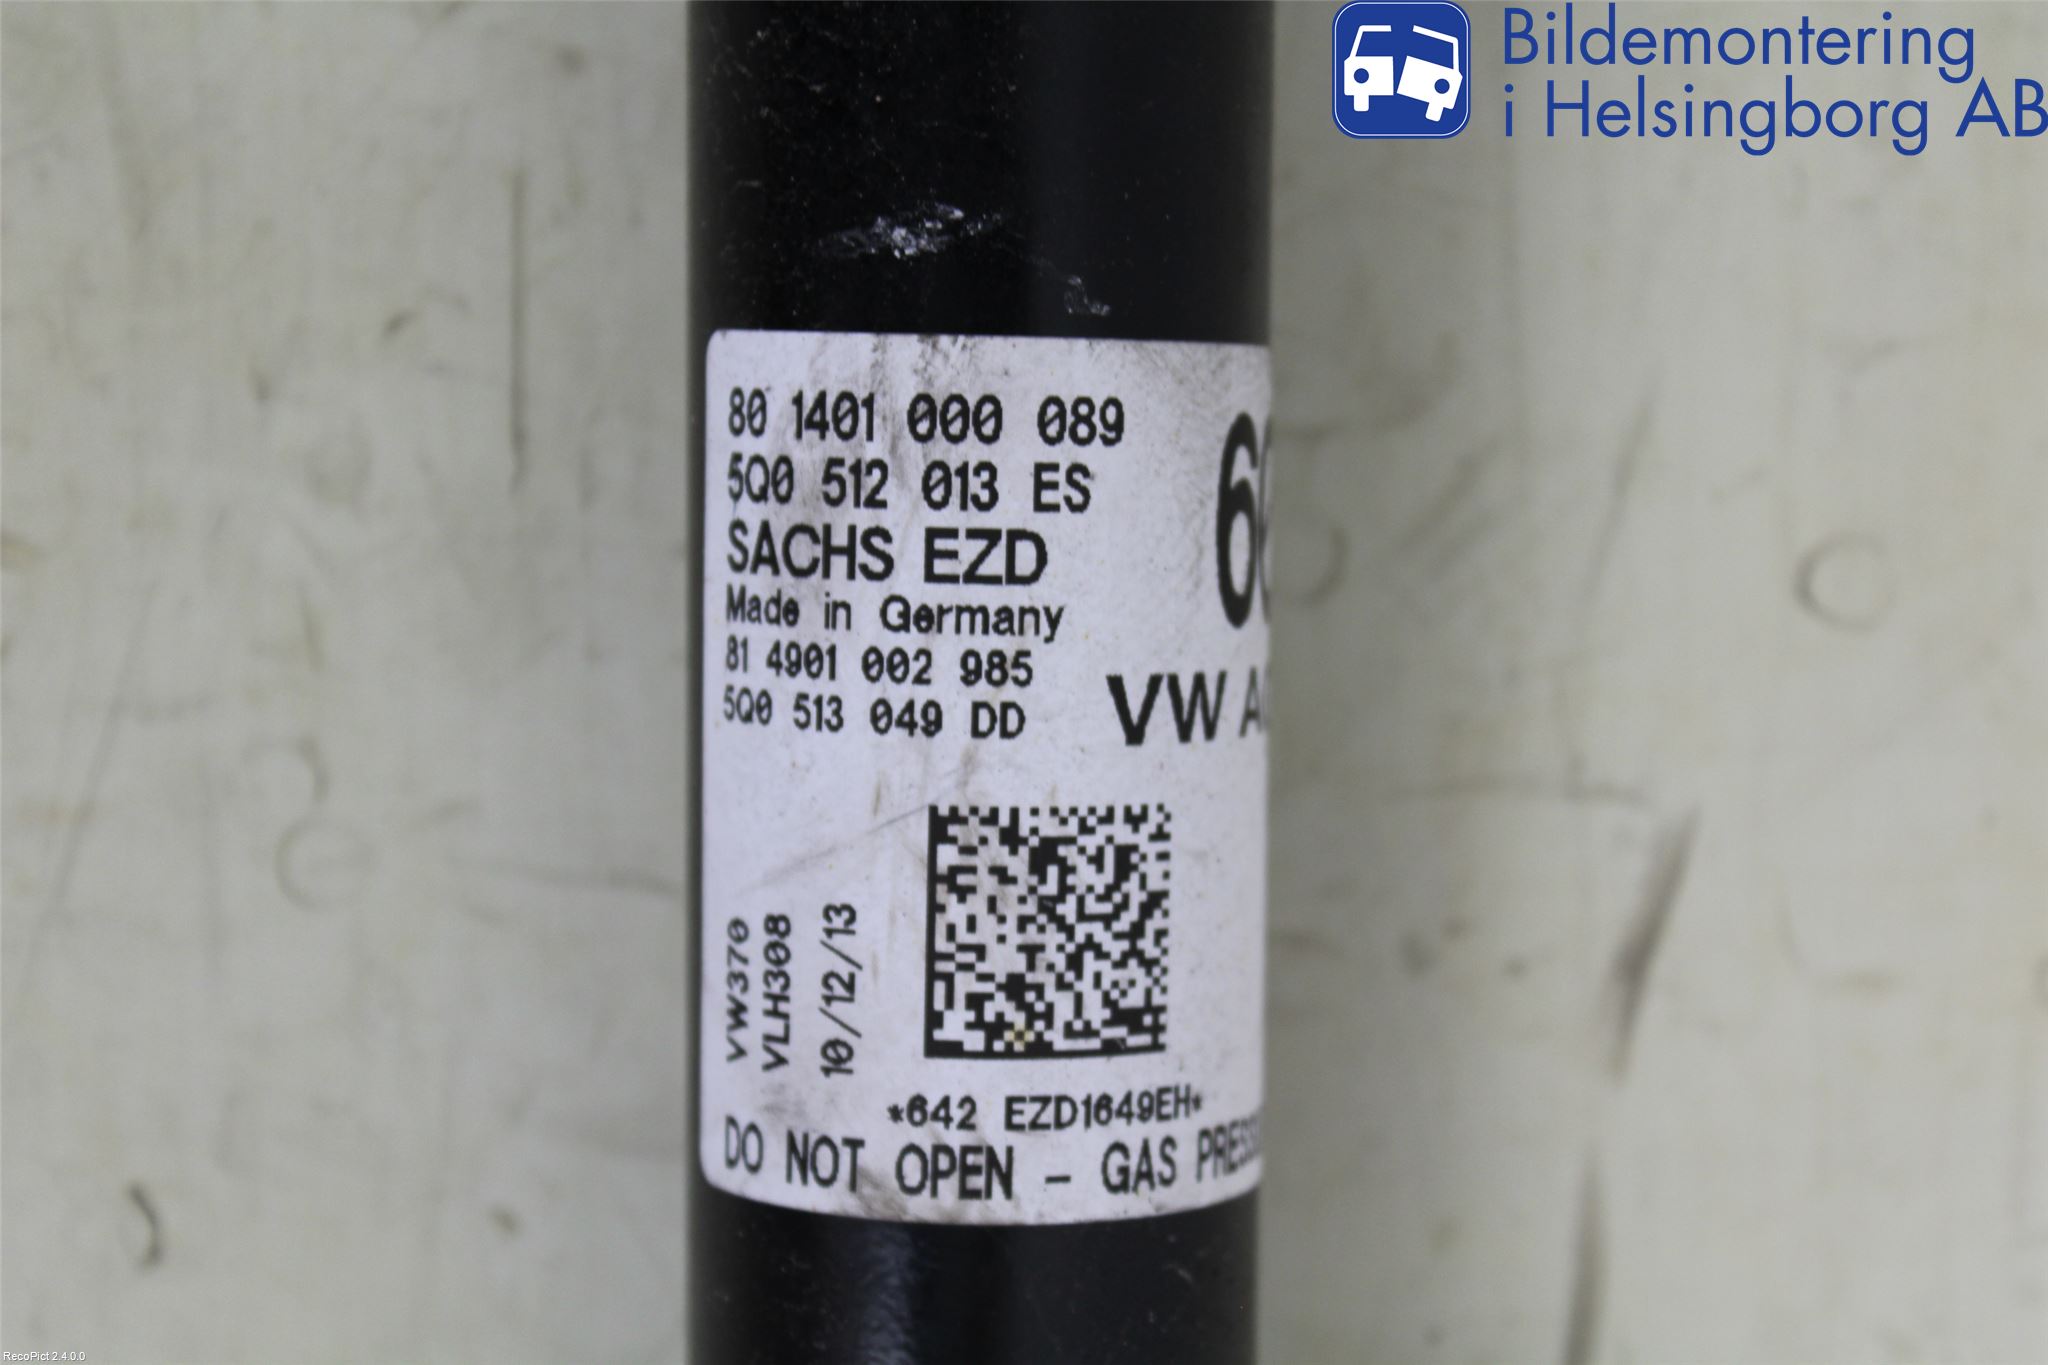 Bildemontering
i Helsingborg AB
80 1401 000 089
5Q0 512 013 ES
SACHS EZD
Made in Germany
81 4901 002 985
5Q0 513 049 DD
VW
VW370
VLH308
10/12/13
*642 EZD1649EH*
DO NOT OPEN - GAS
RecoPict 2.4.0.0